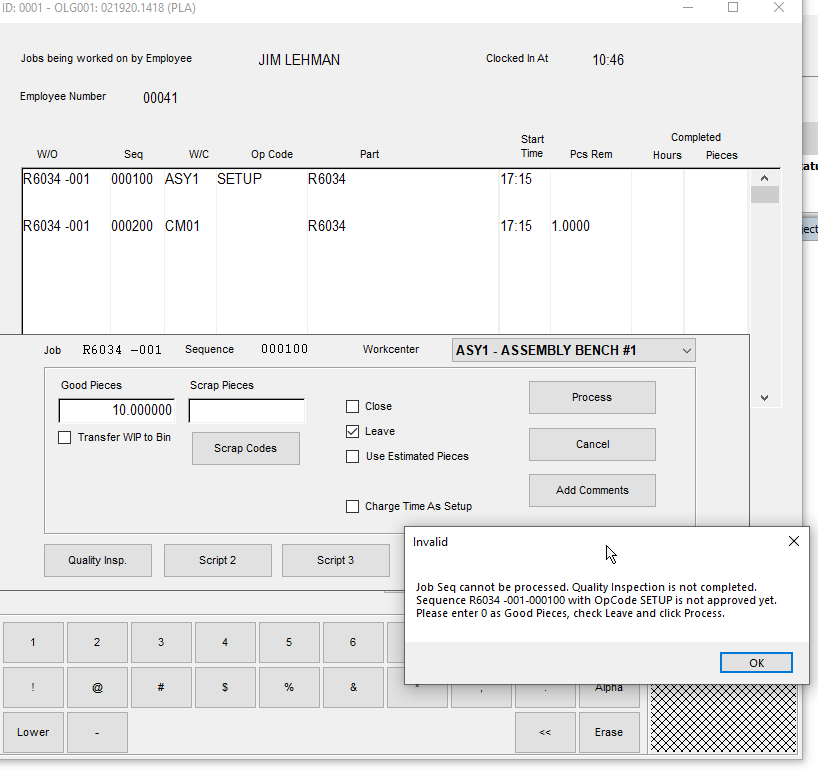 ID: 0001 - OLG001: 021920.1418 (PLA)
Jobs being worked on by Employee JIM LEHMAN Clocked In At 10:46
Employee Number 00041
Completed
W/O Seq W/C Op Code Part Start Time Pcs Rem Hours Pieces
R6034 -001 000100 ASY1 SETUP R6034 17:15
R6034 -001 000200 CM01 R6034 17:15 1.0000
Job R6034 -001 Sequence 000100 Workcenter ASY1 - ASSEMBLY BENCH #1
Good Pieces Scrap Pieces
10.000000
Transfer WIP to Bin
Scrap Codes
Close
Leave
Use Estimated Pieces
Charge Time As Setup
Process
Cancel
Add Comments
Quality Insp. Script 2 Script 3
Invalid
Job Seq cannot be processed. Quality Inspection is not completed.
Sequence R6034 -001-000100 with OpCode SETUP is not approved yet.
Please enter 0 as Good Pieces, check Leave and click Process.
OK
1 2 3 4 5 6
! @ # $ % & Alpha
Lower - << Erase